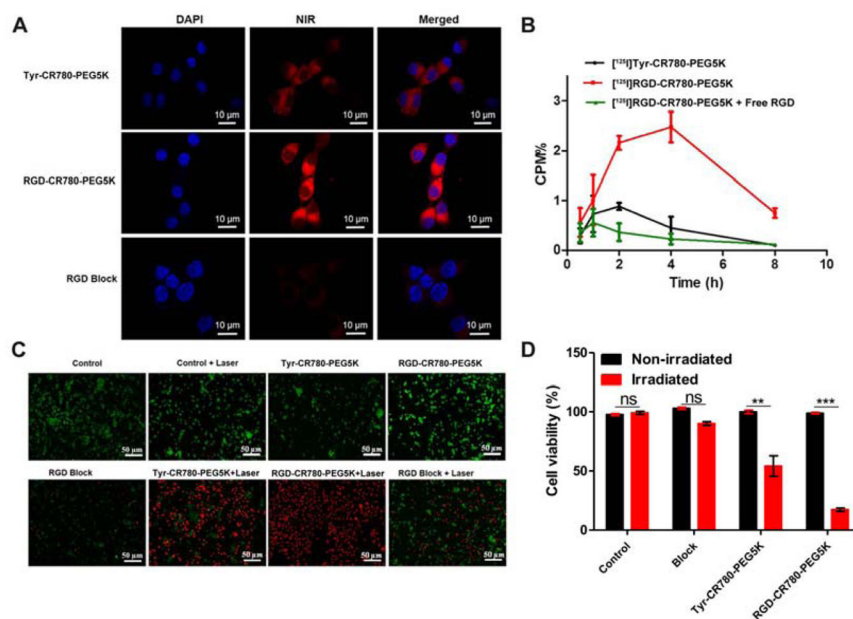 A
DAPI NIR Merged
Tyr-CR780-PEG5K
10 μm 10 μm 10 μm
RGD-CR780-PEG5K
10 μm 10 μm 10 μm
RGD Block
10 μm 10 μm 10 μm
B
[¹²⁵I]Tyr-CR780-PEG5K
[¹²⁵I]RGD-CR780-PEG5K
[¹²⁵I]RGD-CR780-PEG5K + Free RGD
CPM%
3
2
1
0
0 2 4 6 8 10
Time (h)
C
Control Control + Laser Tyr-CR780-PEG5K RGD-CR780-PEG5K
50 μm 50 μm 50 μm 50 μm
RGD Block Tyr-CR780-PEG5K+Laser RGD-CR780-PEG5K+Laser RGD Block + Laser
50 μm 50 μm 50 μm 50 μm
D
Non-irradiated
Irradiated
Cell viability (%)
150
100
50
0
ns ns ** ***
Control Block Tyr-CR780-PEG5K RGD-CR780-PEG5K